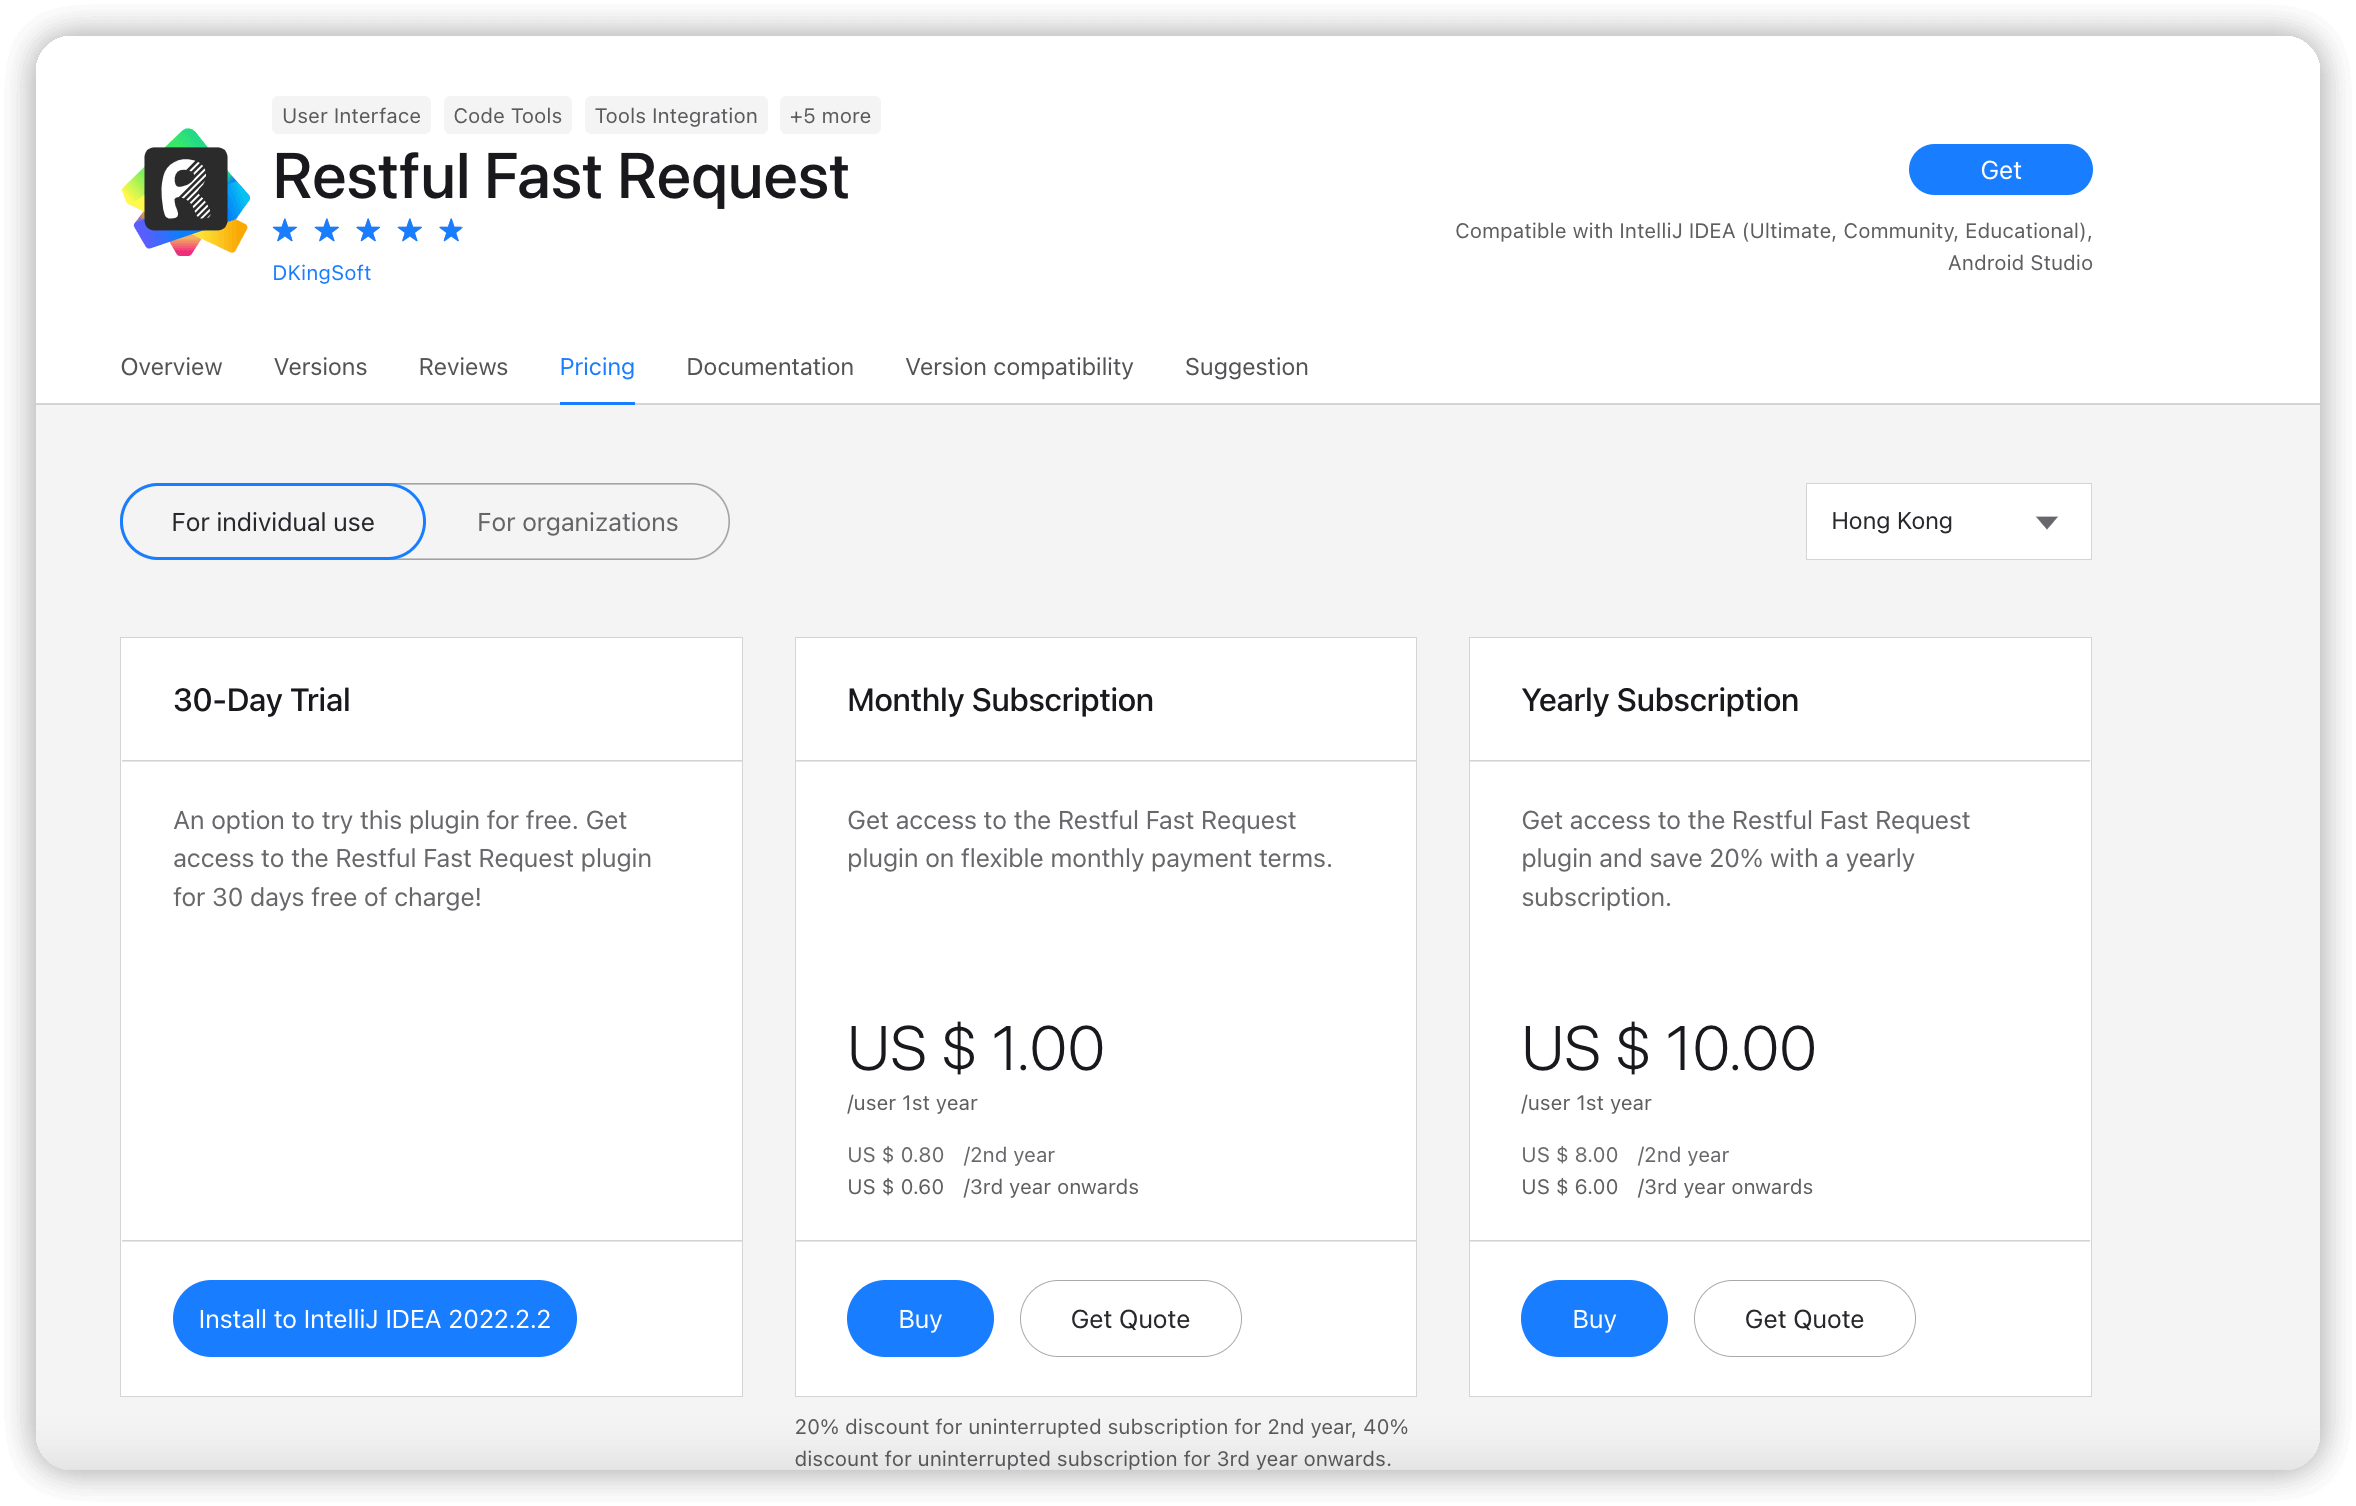 User Interface
Code Tools
Tools Integration
+5 more
Restful Fast Request
DKingSoft
Get
Compatible with IntelliJ IDEA (Ultimate, Community, Educational),
Android Studio
Overview
Versions
Reviews
Pricing
Documentation
Version compatibility
Suggestion
For individual use
For organizations
Hong Kong
30-Day Trial
An option to try this plugin for free. Get
access to the Restful Fast Request plugin
for 30 days free of charge!
Install to IntelliJ IDEA 2022.2.2
Monthly Subscription
Get access to the Restful Fast Request
plugin on flexible monthly payment terms.
US $ 1.00
/user 1st year
US $ 0.80 /2nd year
US $ 0.60 /3rd year onwards
Buy
Get Quote
20% discount for uninterrupted subscription for 2nd year, 40%
discount for uninterrupted subscription for 3rd year onwards.
Yearly Subscription
Get access to the Restful Fast Request
plugin and save 20% with a yearly
subscription.
US $ 10.00
/user 1st year
US $ 8.00 /2nd year
US $ 6.00 /3rd year onwards
Buy
Get Quote